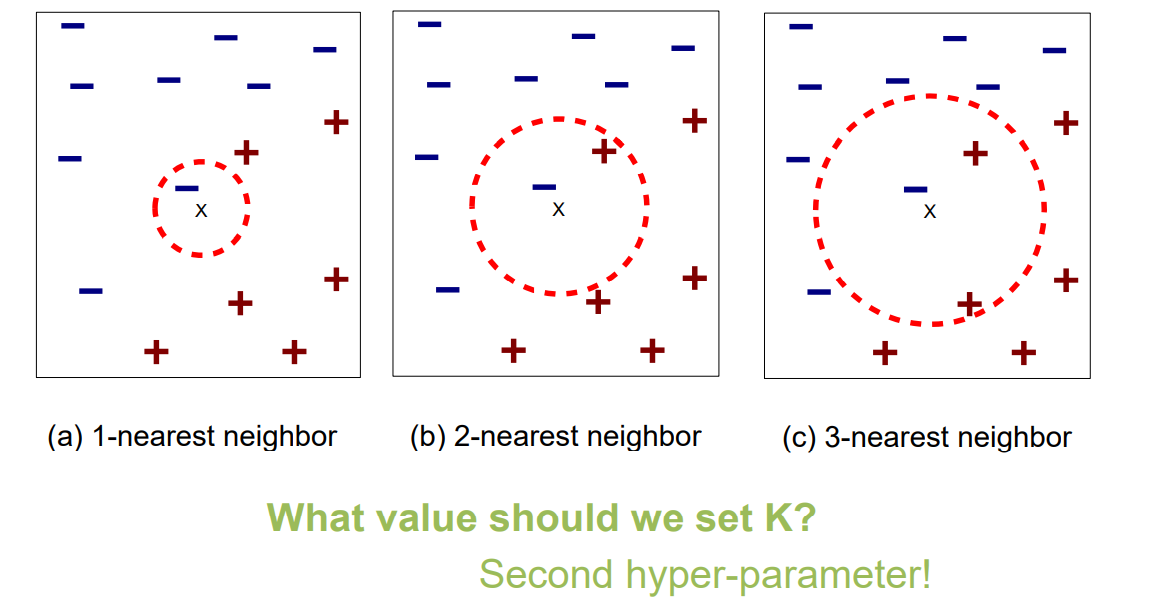 X
X
X
(a) 1-nearest neighbor
(b) 2-nearest neighbor
(c) 3-nearest neighbor
What value should we set K?
Second hyper-parameter!